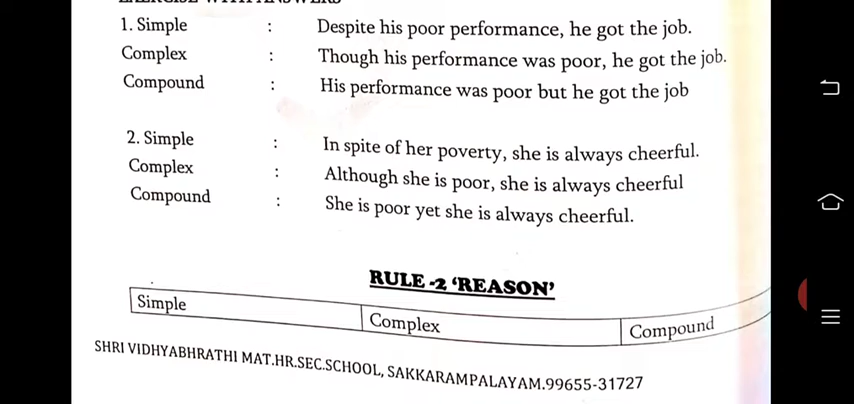 EXERCISE WITH ANSWERS
1. Simple : Despite his poor performance, he got the job.
Complex : Though his performance was poor, he got the job.
Compound : His performance was poor but he got the job
2. Simple : In spite of her poverty, she is always cheerful.
Complex : Although she is poor, she is always cheerful
Compound : She is poor yet she is always cheerful.
RULE -2 ‘REASON’
Simple Complex Compound
SHRI VIDHYABHRATHI MAT.HR.SEC.SCHOOL, SAKKARAMPALAYAM.99655-31727